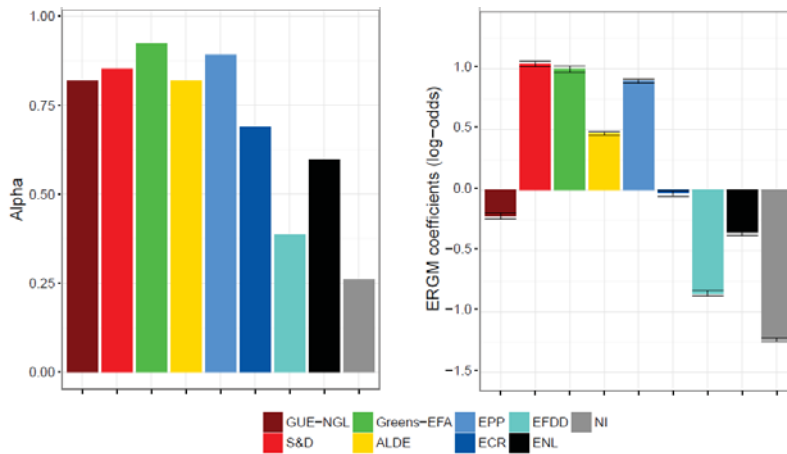 1.00
0.75
0.50
0.25
0.00
Alpha
1.0
0.5
0.0
−0.5
−1.0
−1.5
ERGM coefficients (log−odds)
GUE−NGL Greens−EFA EPP EFDD NI
S&D ALDE ECR ENL